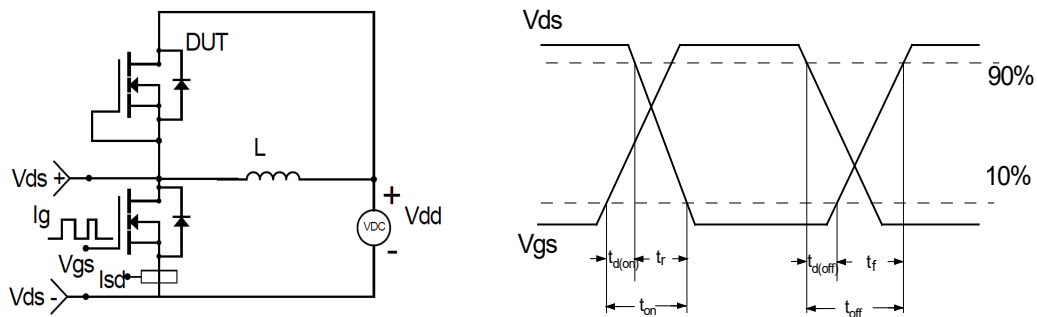 DUT
L
Vds +
Ig
Vgs
Isd
Vds -
+
VDC
Vdd
-
Vds
90%
10%
Vgs
td(on)
tr
td(off)
tf
ton
toff